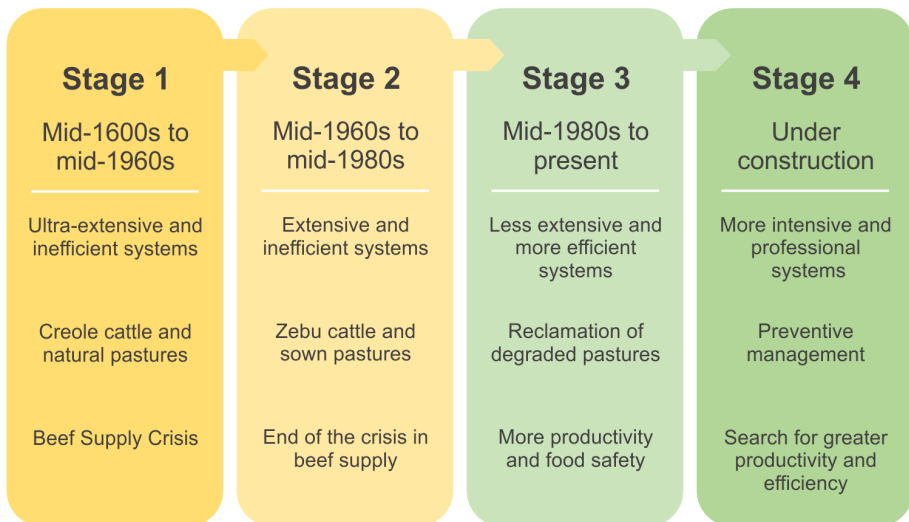 Stage 1
Mid-1600s to
mid-1960s
Ultra-extensive and
inefficient systems
Creole cattle and
natural pastures
Beef Supply Crisis
Stage 2
Mid-1960s to
mid-1980s
Extensive and
inefficient systems
Zebu cattle and
sown pastures
End of the crisis in
beef supply
Stage 3
Mid-1980s to
present
Less extensive and
more efficient
systems
Reclamation of
degraded pastures
More productivity
and food safety
Stage 4
Under
construction
More intensive and
professional
systems
Preventive
management
Search for greater
productivity and
efficiency